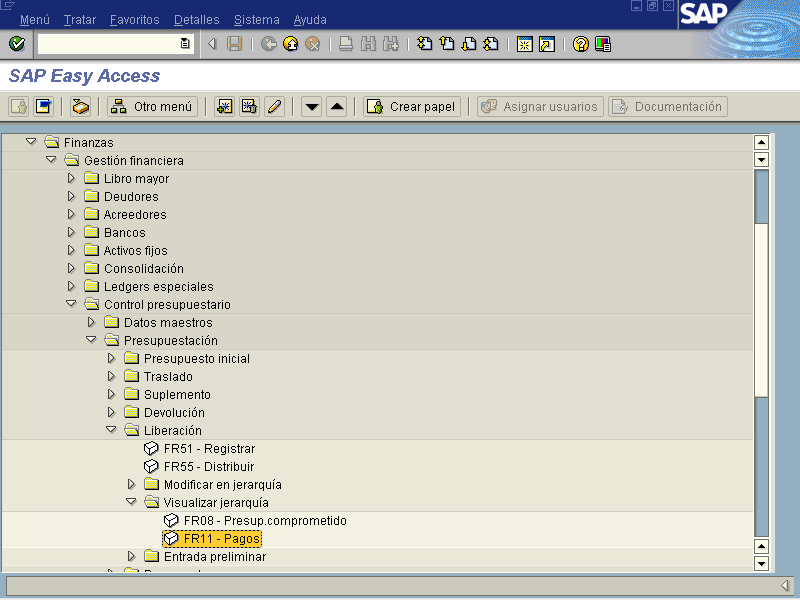 Menú Tratar Favoritos Detalles Sistema Ayuda
SAP
SAP Easy Access
Otro menú Crear papel Asignar usuarios Documentación
Finanzas
Gestión financiera
Libro mayor
Deudores
Acreedores
Bancos
Activos fijos
Consolidación
Ledgers especiales
Control presupuestario
Datos maestros
Presupuestación
Presupuesto inicial
Traslado
Suplemento
Devolución
Liberación
FR51 - Registrar
FR55 - Distribuir
Modificar en jerarquía
Visualizar jerarquía
FR08 - Presup.comprometido
FR11 - Pagos
Entrada preliminar